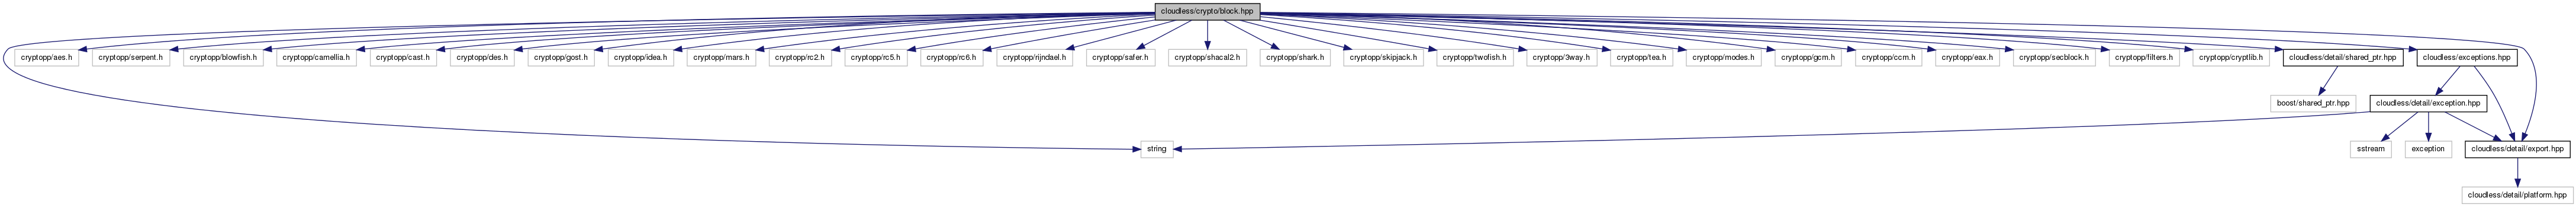 cloudless/crypto/block.hpp
cryptopp/aes.h
cryptopp/serpent.h
cryptopp/blowfish.h
cryptopp/camellia.h
cryptopp/cast.h
cryptopp/des.h
cryptopp/gost.h
cryptopp/idea.h
cryptopp/mars.h
cryptopp/rc2.h
cryptopp/rc5.h
cryptopp/rc6.h
cryptopp/rijndael.h
cryptopp/safer.h
cryptopp/shacal2.h
cryptopp/shark.h
cryptopp/skipjack.h
cryptopp/twofish.h
cryptopp/3way.h
cryptopp/tea.h
cryptopp/modes.h
cryptopp/gcm.h
cryptopp/ccm.h
cryptopp/eax.h
cryptopp/secblock.h
cryptopp/filters.h
cryptopp/cryptlib.h
cloudless/detail/shared_ptr.hpp
cloudless/exceptions.hpp
boost/shared_ptr.hpp
cloudless/detail/exception.hpp
string
sstream
exception
cloudless/detail/export.hpp
cloudless/detail/platform.hpp